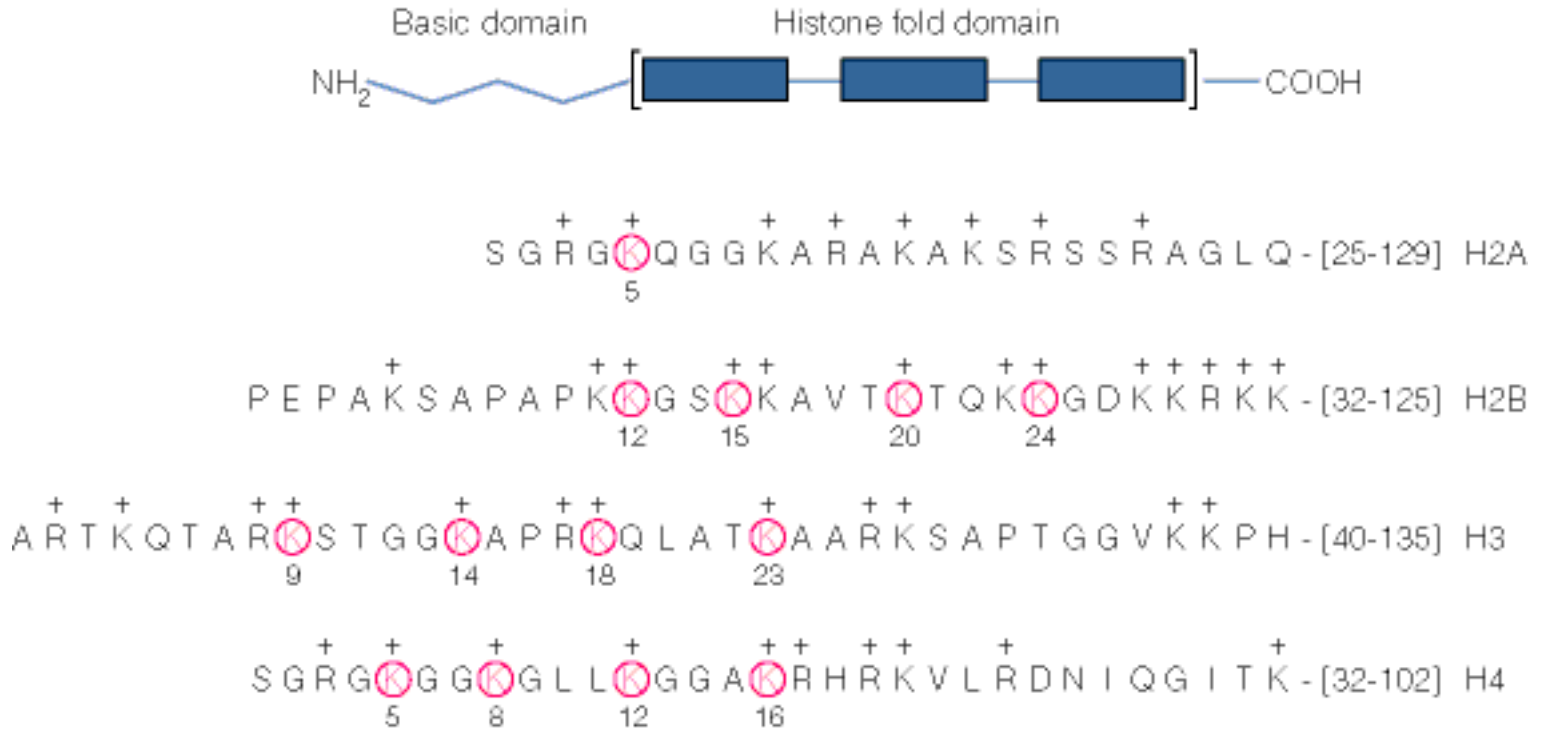 Basic domain Histone fold domain
NH2 [ ] COOH
+ + + + + + + +
S G R G K Q G G K A R A K A K S R S S R A G L Q - [25-129] H2A
5
+ + + + + + + + + + + + +
P E P A K S A P A P K K G S K K A V T K T Q K K G D K K R K K - [32-125] H2B
12 15 20 24
+ + + + + + + + + + + + +
A R T K Q T A R K S T G G K A P R K Q L A T K A A R K S A P T G G V K K P H - [40-135] H3
9 14 18 23
+ + + + + + + + + +
S G R G K G G K G L L K G G A K R H R K V L R D N I Q G I T K - [32-102] H4
5 8 12 16